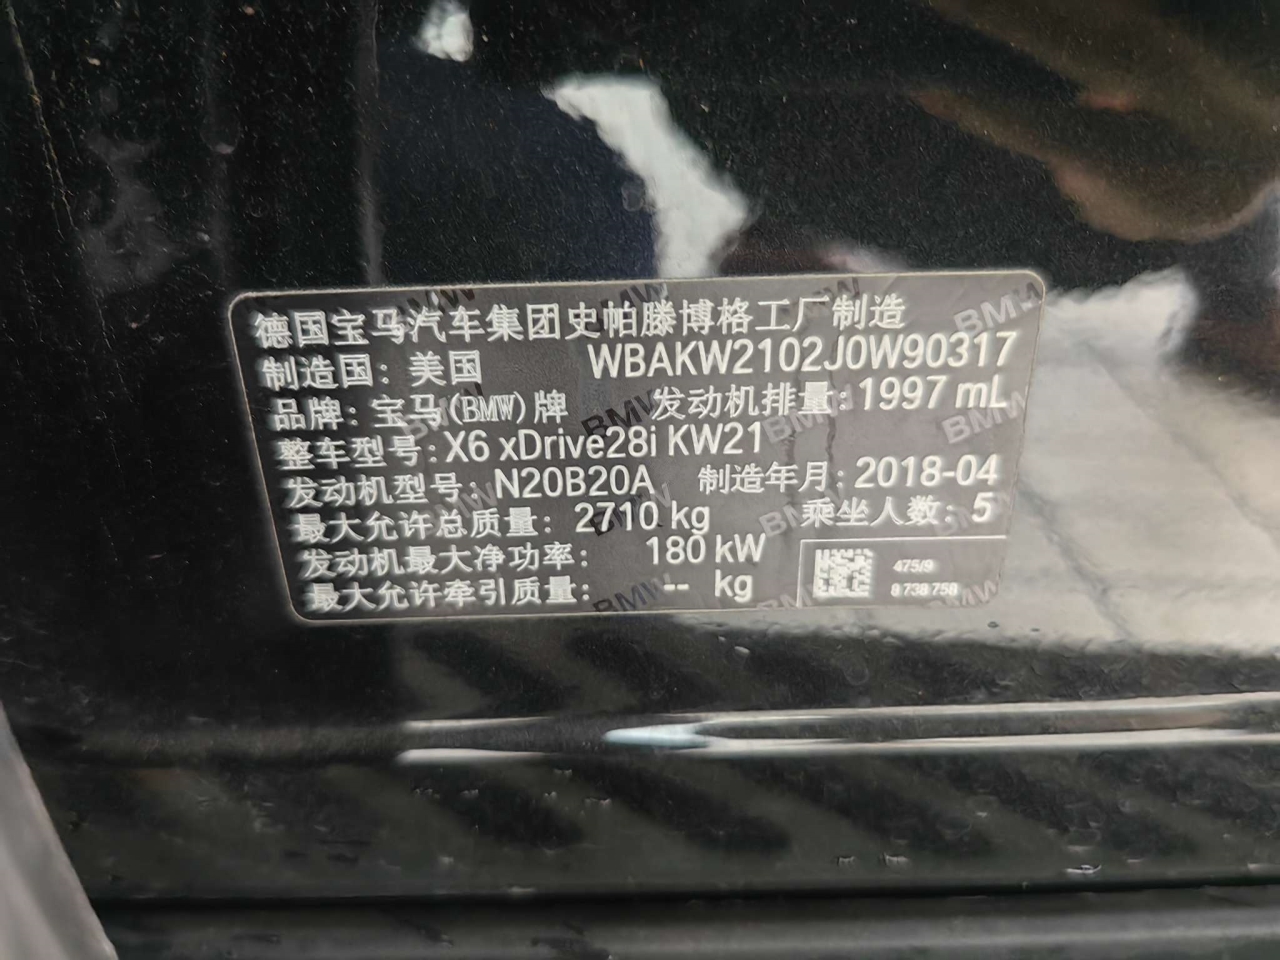 德国宝马汽车集团史帕滕博格工厂制造
制造国：美国 WBAKW2102J0W90317
品牌：宝马(BMW)牌 发动机排量：1997 mL
整车型号：X6 xDrive28i KW21
发动机型号：N20B20A 制造年月：2018-04
最大允许总质量：2710 kg 乘坐人数：5
发动机最大净功率： 180 kW
最大允许牵引质量： -- kg
475/9
8 738 758